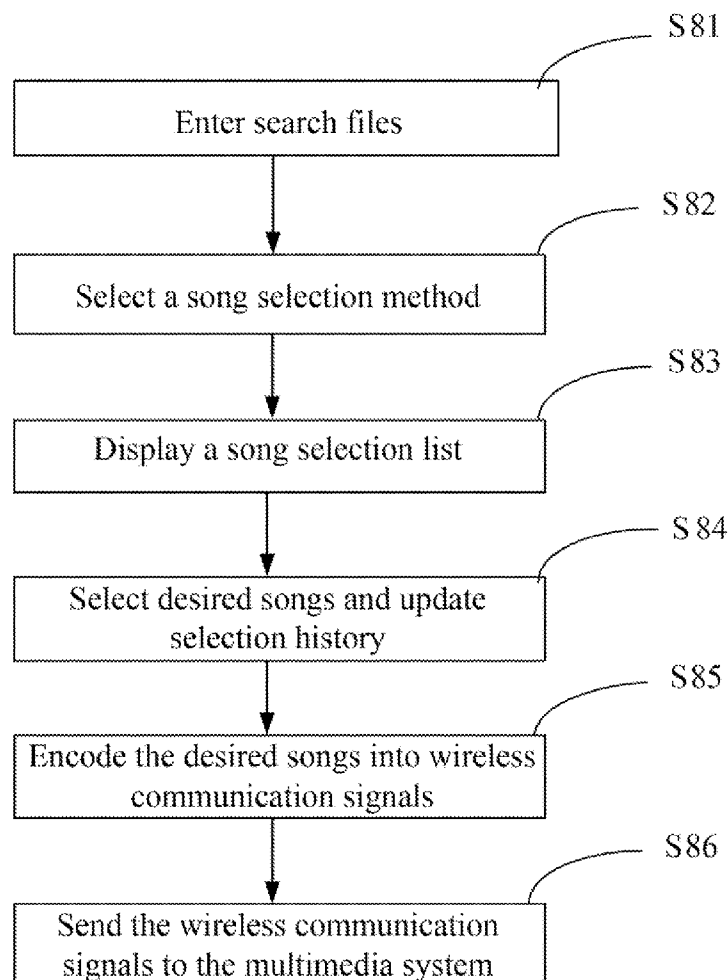 S81
Enter search files
S82
Select a song selection method
S83
Display a song selection list
S84
Select desired songs and update
selection history
S85
Encode the desired songs into wireless
communication signals
S86
Send the wireless communication
signals to the multimedia system